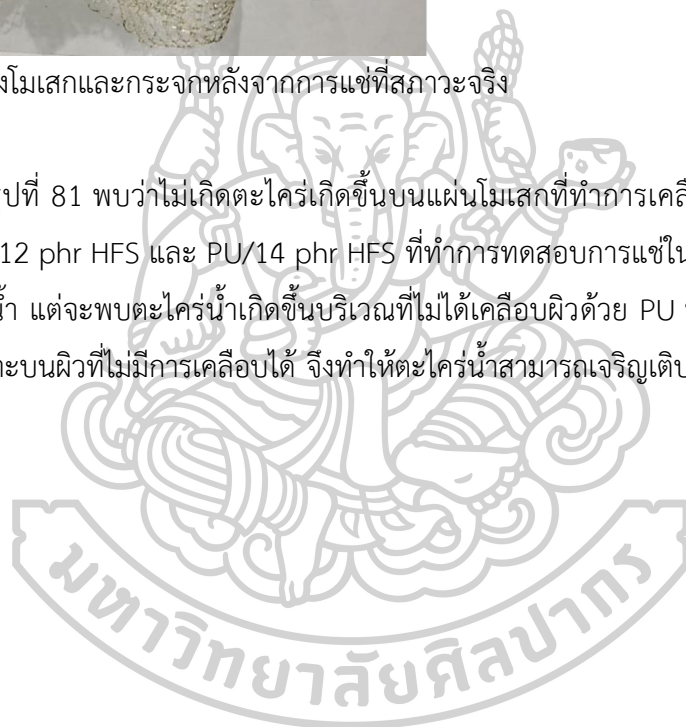 งโมเสกและกระจกหลังจากการแช่ที่สภาวะจริง
รูปที่ 81 พบว่าไม่เกิดตะไคร่เกิดขึ้นบนแผ่นโมเสกที่ทำการเคลือ
12 phr HFS และ PU/14 phr HFS ที่ทำการทดสอบการแช่ใน
น้ำ แต่จะพบตะไคร่น้ำเกิดขึ้นบริเวณที่ไม่ได้เคลือบผิวด้วย PU
าะบนผิวที่ไม่มีการเคลือบได้ จึงทำให้ตะไคร่น้ำสามารถเจริญเติบ
มหาวิทยาลัยศิลปากร